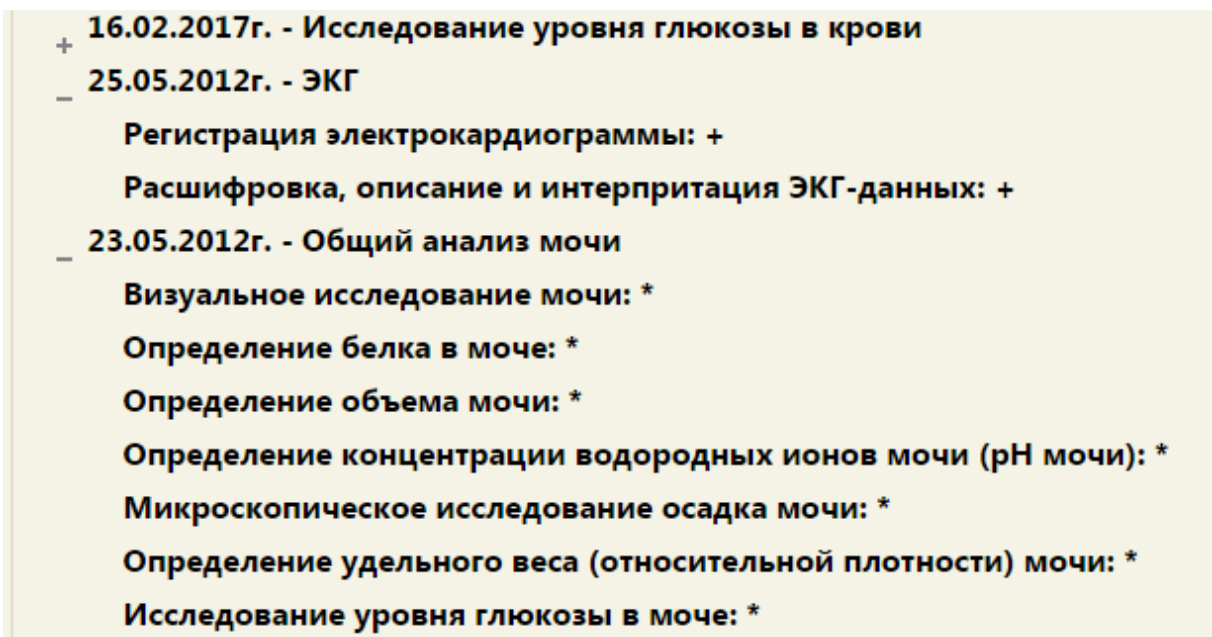 + 16.02.2017г. - Исследование уровня глюкозы в крови
− 25.05.2012г. - ЭКГ
Регистрация электрокардиограммы: +
Расшифровка, описание и интерпритация ЭКГ-данных: +
− 23.05.2012г. - Общий анализ мочи
Визуальное исследование мочи: *
Определение белка в моче: *
Определение объема мочи: *
Определение концентрации водородных ионов мочи (pH мочи): *
Микроскопическое исследование осадка мочи: *
Определение удельного веса (относительной плотности) мочи: *
Исследование уровня глюкозы в моче: *